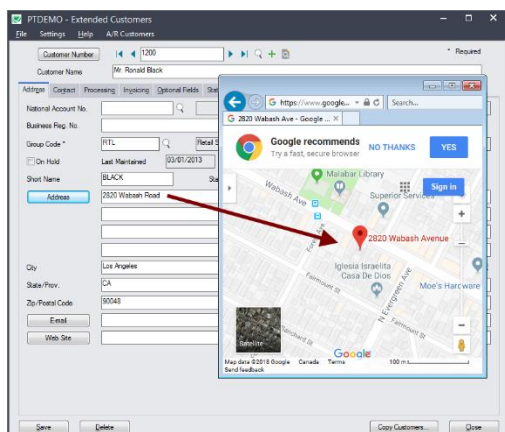 PTDEMO - Extended Customers
File Settings Help A/R Customers
Customer Number 1200 * Required
Customer Name Mr. Ronald Black
Address Contact Processing Invoicing Optional Fields
National Account No.
Business Reg. No.
Group Code * RTL Retail
On Hold Last Maintained 03/01/2013
Short Name BLACK
Address 2820 Wabash Road
City Los Angeles
State/Prov. CA
Zip/Postal Code 90048
E-mail
Web Site
Save Delete Copy Customers... Close
https://www.google... Search...
2820 Wabash Ave - Google ...
Google recommends
Try a fast, secure browser
NO THANKS YES
Malabar Library
Wabash Ave
Superior Services
Sign in
2820 Wabash Avenue
Forest Ave
Iglesia Israelita
Casa De Dios
Moe's Hardware
Fairmount St
N Evergreen Ave
Fairmount St
Satellite
Google
Map data ©2018 Google Canada Terms 100 m
Send feedback